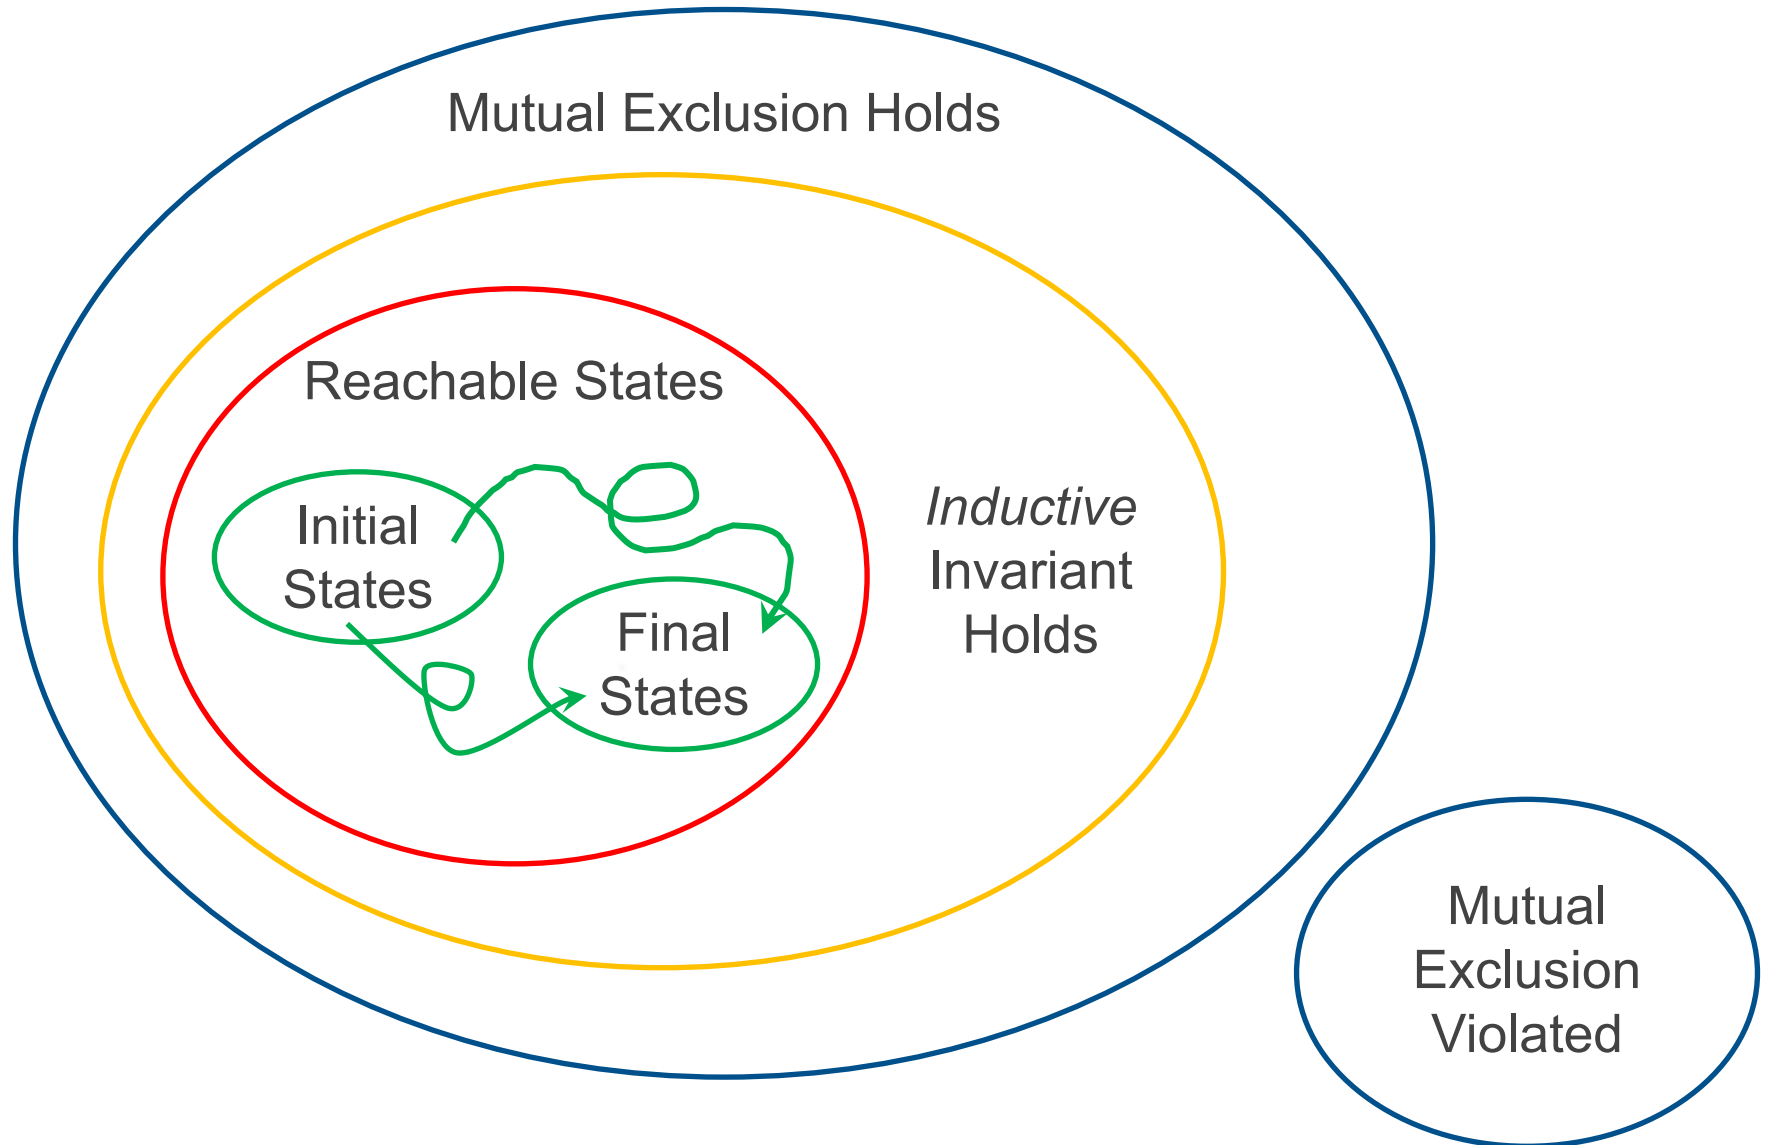 Mutual Exclusion Holds
Reachable States
Initial
States
Final
States
Inductive
Invariant
Holds
Mutual
Exclusion
Violated